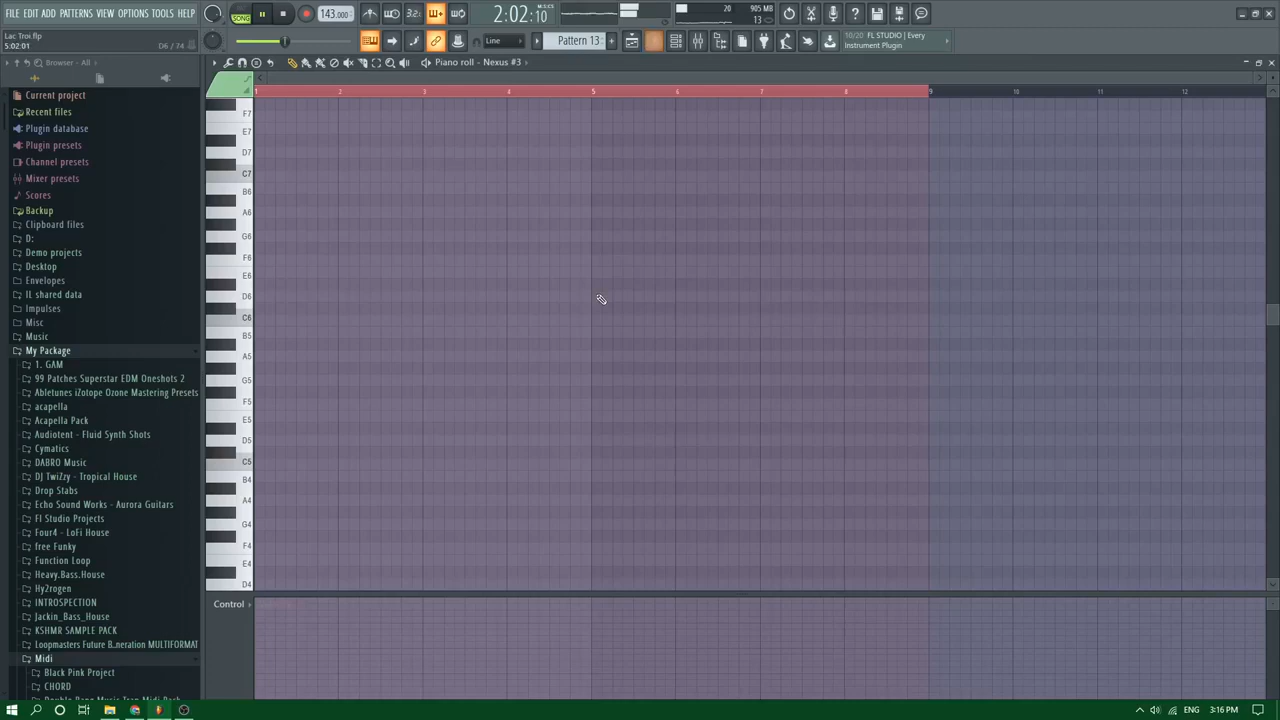 FILE EDIT ADD PATTERNS VIEW OPTIONS TOOLS HELP
SONG
143.000
3.2.
2:02:10
M:S:CS
20
905 MB
13
Lac Troi.flp
5:02:01
D6 / 74
Line
Pattern 13
10/20 FL STUDIO | Every
Instrument Plugin
Browser - All
Piano roll - Nexus #3
Current project
Recent files
Plugin database
Plugin presets
Channel presets
Mixer presets
Scores
Backup
Clipboard files
D:
Demo projects
Desktop
Envelopes
IL shared data
Impulses
Misc
Music
My Package
1. GAM
99 Patches Superstar EDM Oneshots 2
Abletunes iZotope Ozone Mastering Presets
acapella
Acapella Pack
Audiotent - Fluid Synth Shots
Cymatics
DABRO Music
DJ TwiZzy - Tropical House
Drop Stabs
Echo Sound Works - Aurora Guitars
Fl Studio Projects
Four4 - LoFi House
free Funky
Function Loop
Heavy.Bass.House
Hy2rogen
INTROSPECTION
Jackin_Bass_House
KSHMR SAMPLE PACK
Loopmasters Future B..neration MULTIFORMAT
Midi
Black Pink Project
CHORD
1 2 3 4 5 6 7 8 9 10 11 12
F7
E7
D7
C7
B6
A6
G6
F6
E6
D6
C6
B5
A5
G5
F5
E5
D5
C5
B4
A4
G4
F4
E4
D4
Control
ENG
3:16 PM